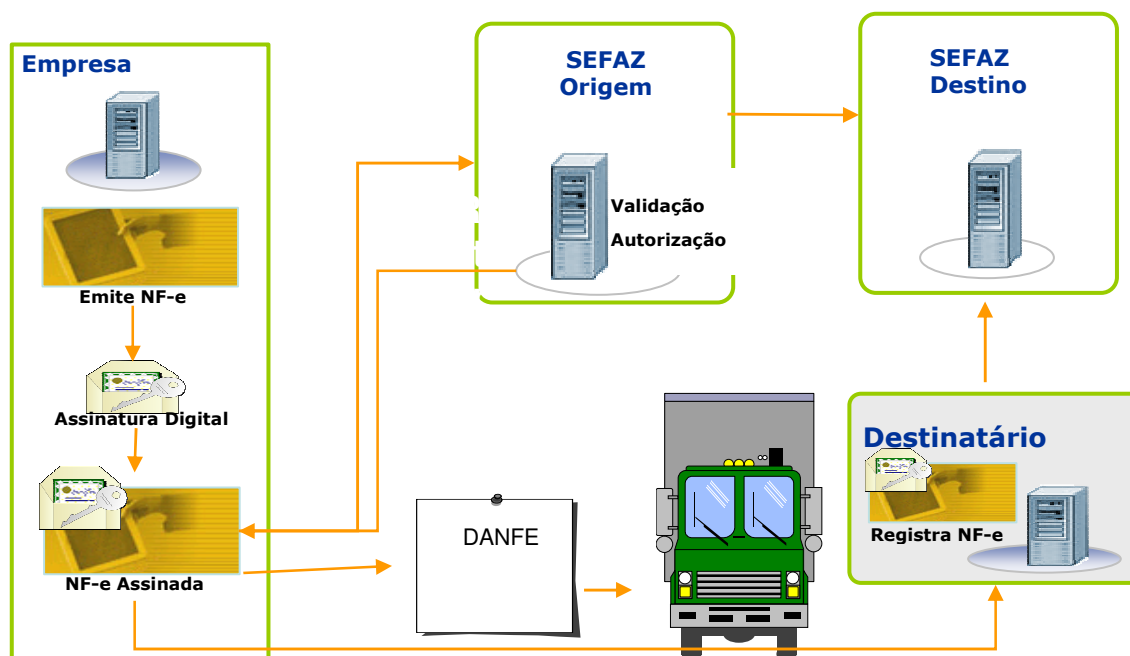 Empresa
Emite NF-e
Assinatura Digital
NF-e Assinada
SEFAZ
Origem
Validação
Autorização
SEFAZ
Destino
DANFE
Destinatário
Registra NF-e